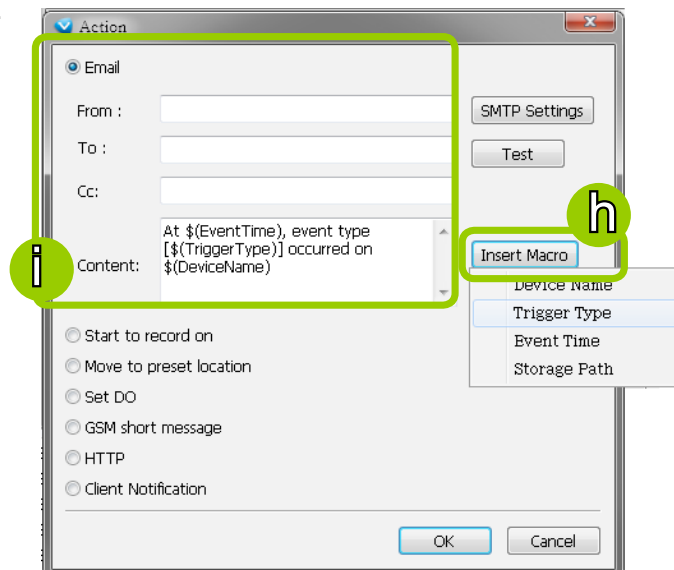 Action
Email
From :
SMTP Settings
To :
Test
Cc:
h
At $(EventTime), event type
[$(TriggerType)] occurred on
$(DeviceName)
i
Content:
Insert Macro
Device Name
Trigger Type
Event Time
Storage Path
Start to record on
Move to preset location
Set DO
GSM short message
HTTP
Client Notification
OK
Cancel